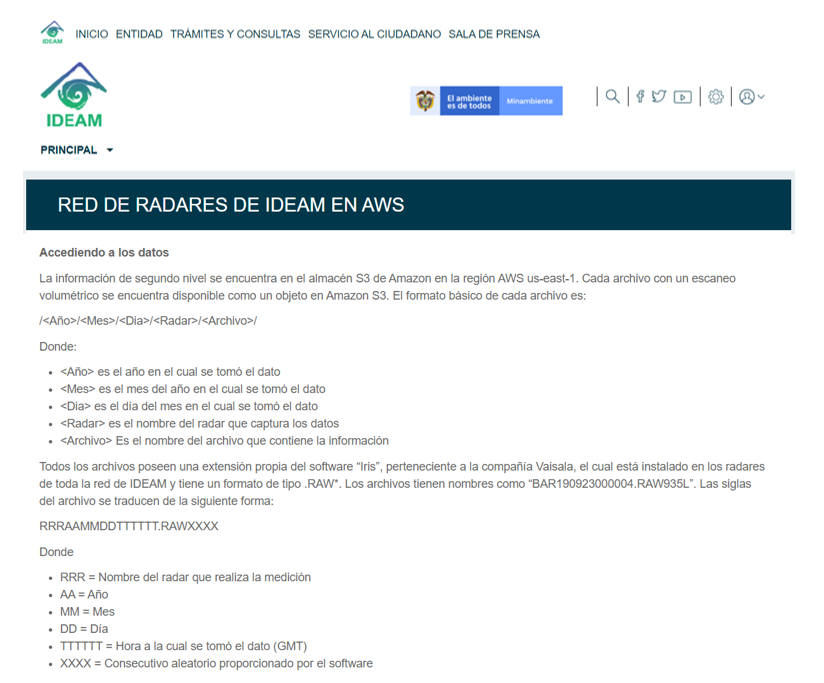 IDEAM
INICIO ENTIDAD TRÁMITES Y CONSULTAS SERVICIO AL CIUDADANO SALA DE PRENSA
IDEAM
El ambiente
es de todos
Minambiente
PRINCIPAL
RED DE RADARES DE IDEAM EN AWS
Accediendo a los datos
La información de segundo nivel se encuentra en el almacén S3 de Amazon en la región AWS us-east-1. Cada archivo con un escaneo
volumétrico se encuentra disponible como un objeto en Amazon S3. El formato básico de cada archivo es:
/<Año>/<Mes>/<Dia>/<Radar>/<Archivo>/
Donde:
• <Año> es el año en el cual se tomó el dato
• <Mes> es el mes del año en el cual se tomó el dato
• <Dia> es el día del mes en el cual se tomó el dato
• <Radar> es el nombre del radar que captura los datos
• <Archivo> Es el nombre del archivo que contiene la información
Todos los archivos poseen una extensión propia del software “Iris”, perteneciente a la compañía Vaisala, el cual está instalado en los radares
de toda la red de IDEAM y tiene un formato de tipo .RAW*. Los archivos tienen nombres como “BAR190923000004.RAW935L”. Las siglas
del archivo se traducen de la siguiente forma:
RRRAAMMDDTTTTTT.RAWXXXX
Donde
• RRR = Nombre del radar que realiza la medición
• AA = Año
• MM = Mes
• DD = Día
• TTTTTT = Hora a la cual se tomó el dato (GMT)
• XXXX = Consecutivo aleatorio proporcionado por el software